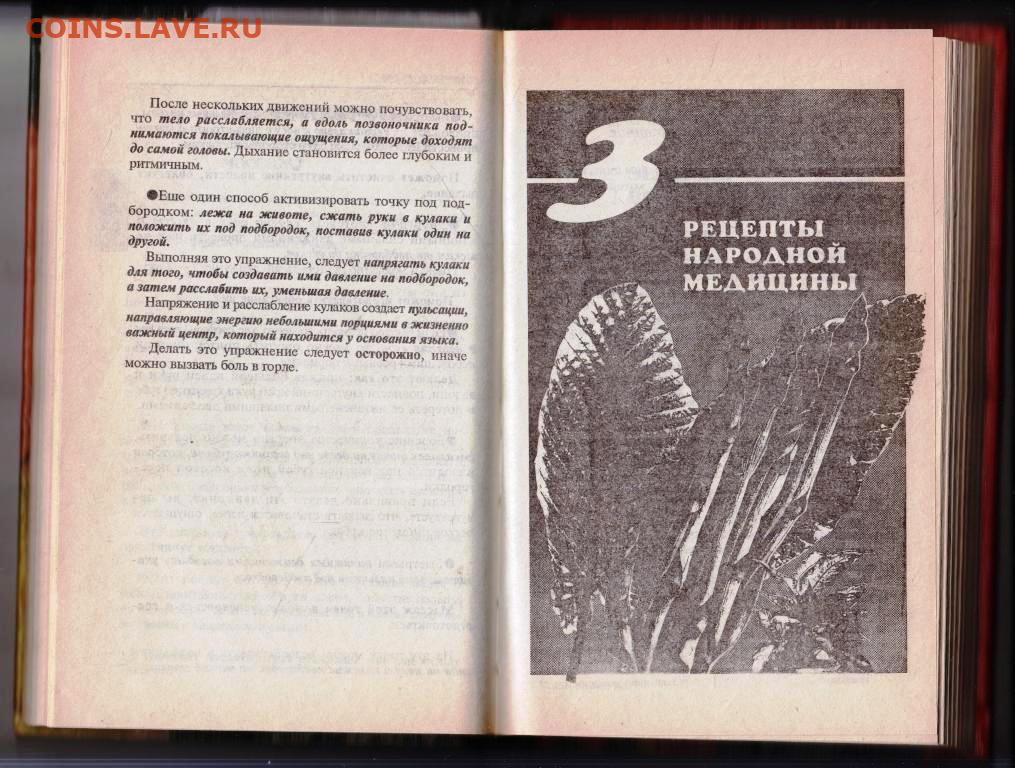 COINS.LAVE.RU
После нескольких движений можно почувствовать,
что тело расслабляется, а вдоль позвоночника под-
нимаются покалывающие ощущения, которые доходят
до самой головы. Дыхание становится более глубоким и
ритмичным.
●Еше один способ активизировать точку под под-
бородком: лежа на животе, сжать руки в кулаки и
положить их под подбородок, поставив кулаки один на
другой.
Выполняя это упражнение, следует напрягать кулаки
для того, чтобы создавать ими давление на подбородок,
а затем расслабить их, уменьшая давление.
Напряжение и расслабление кулаков создает пульсации,
направляющие энергию небольшими порциями в жизненно
важный центр, который находится у основания языка.
Делать это упражнение следует осторожно, иначе
можно вызвать боль в горле.
3
РЕЦЕПТЫ
НАРОДНОЙ
МЕДИЦИНЫ